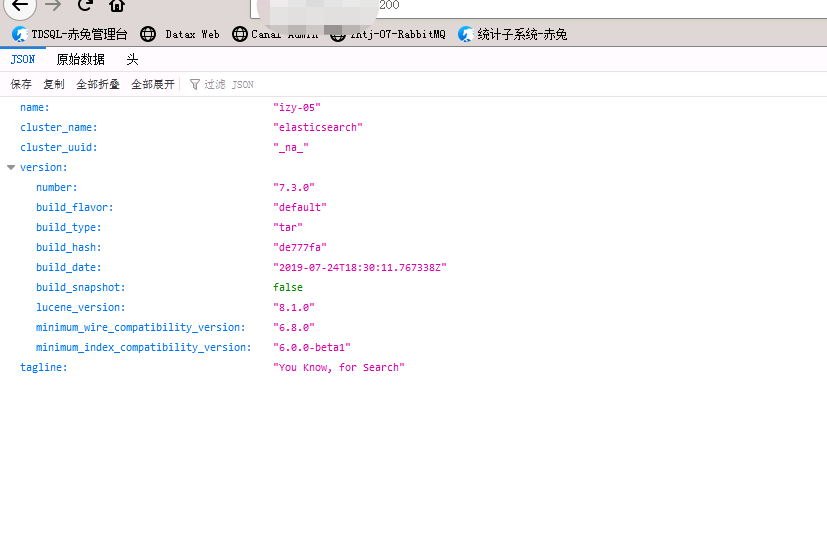 200
TDSQL-赤兔管理台 Datax Web Canal Admin zhtj-07-RabbitMQ 统计子系统-赤兔
JSON 原始数据 头
保存 复制 全部折叠 全部展开 过滤 JSON
name: "izy-05"
cluster_name: "elasticsearch"
cluster_uuid: "_na_"
version:
number: "7.3.0"
build_flavor: "default"
build_type: "tar"
build_hash: "de777fa"
build_date: "2019-07-24T18:30:11.767338Z"
build_snapshot: false
lucene_version: "8.1.0"
minimum_wire_compatibility_version: "6.8.0"
minimum_index_compatibility_version: "6.0.0-beta1"
tagline: "You Know, for Search"